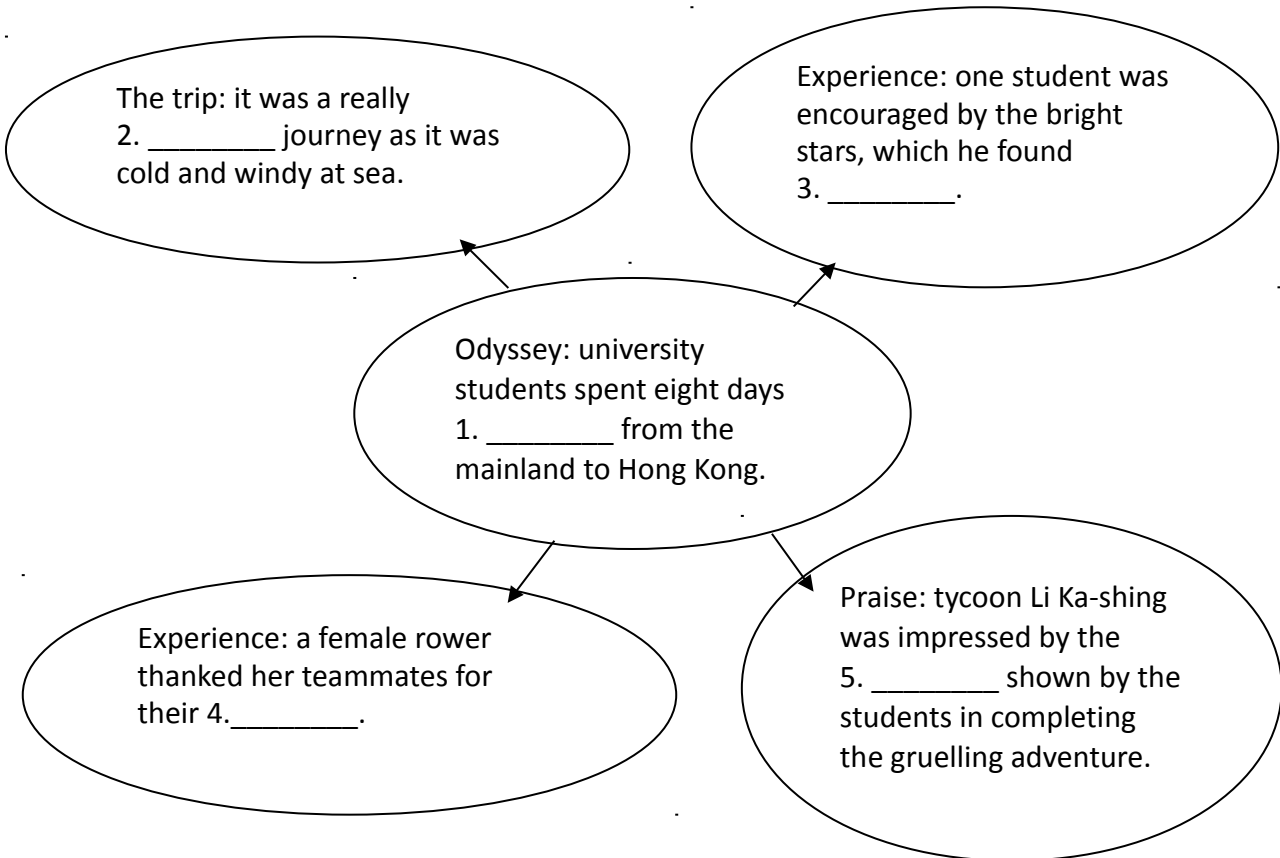 The trip: it was a really
2. ________ journey as it was
cold and windy at sea.
Experience: one student was
encouraged by the bright
stars, which he found
3. ________.
Odyssey: university
students spent eight days
1. ________ from the
mainland to Hong Kong.
Experience: a female rower
thanked her teammates for
their 4.________.
Praise: tycoon Li Ka-shing
was impressed by the
5. ________ shown by the
students in completing
the gruelling adventure.